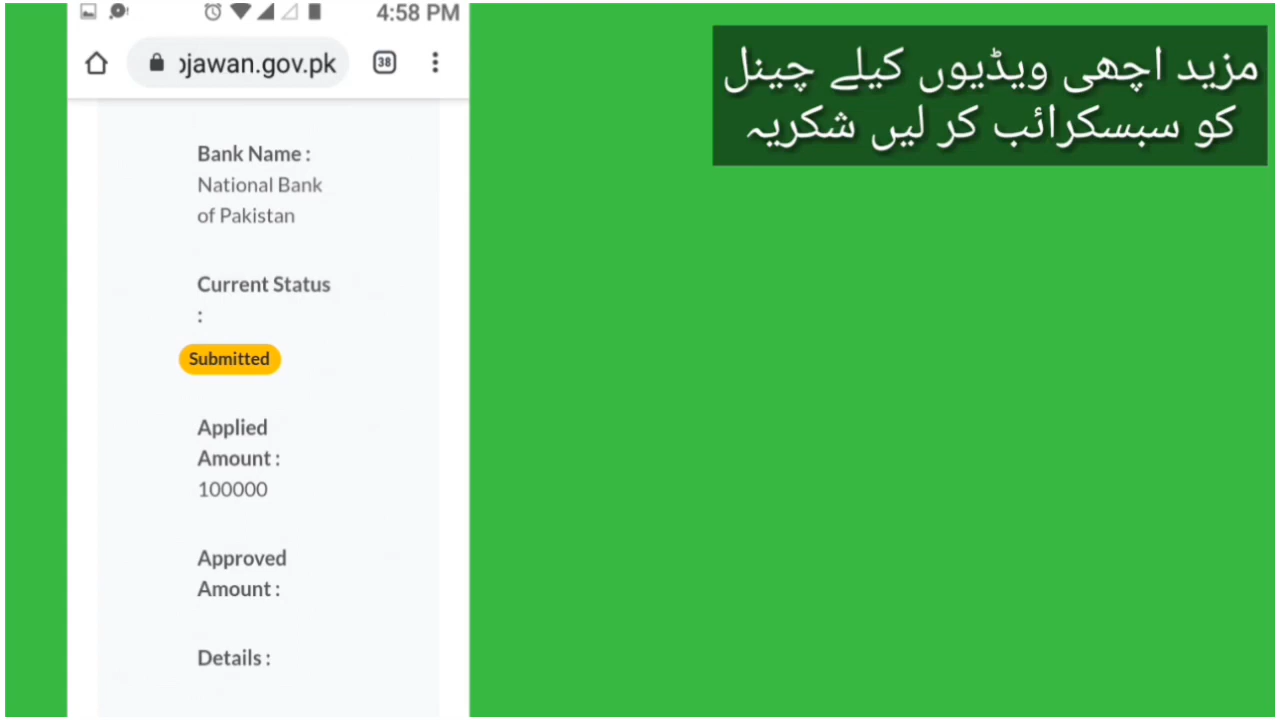 4:58 PM
ojawan.gov.pk
38
Bank Name :
National Bank
of Pakistan
Current Status
:
Submitted
Applied
Amount :
100000
Approved
Amount :
Details :
مزید اچھی ویڈیوں کیلے چینل
کو سبسکرائب کر لیں شکریہ